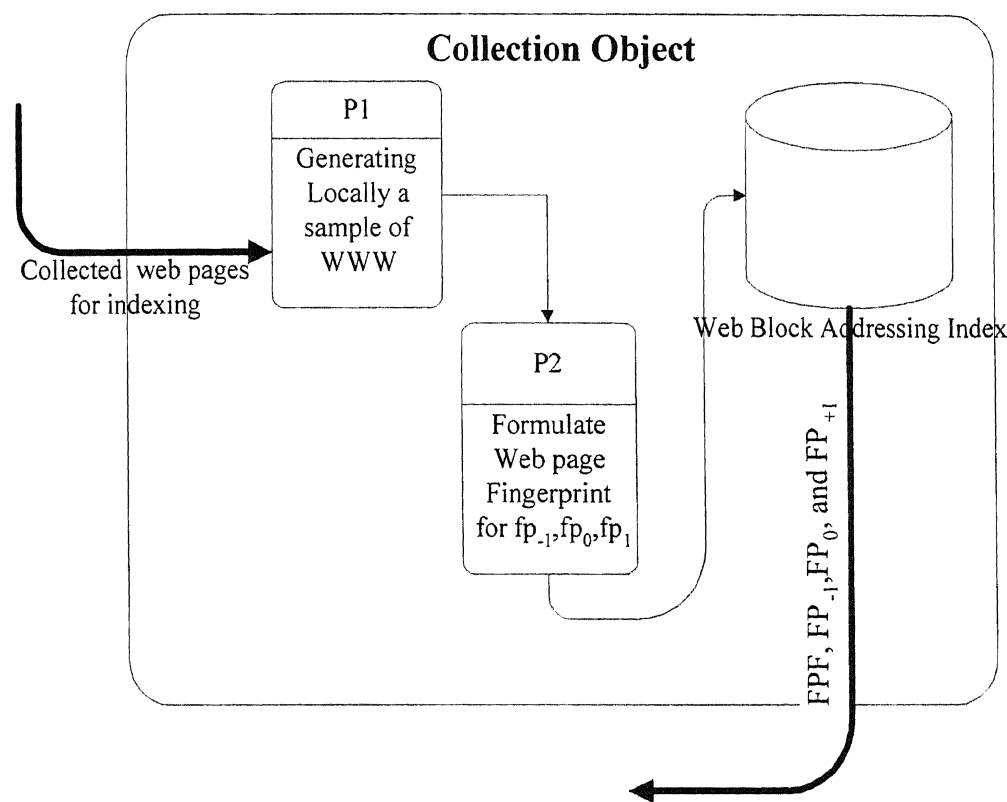 Collection Object
P1
Generating
Locally a
sample of
WWW
Collected web pages
for indexing
P2
Formulate
Web page
Fingerprint
for fp₋₁,fp₀,fp₁
Web Block Addressing Index
FPF, FP₋₁,FP₀, and FP₊₁